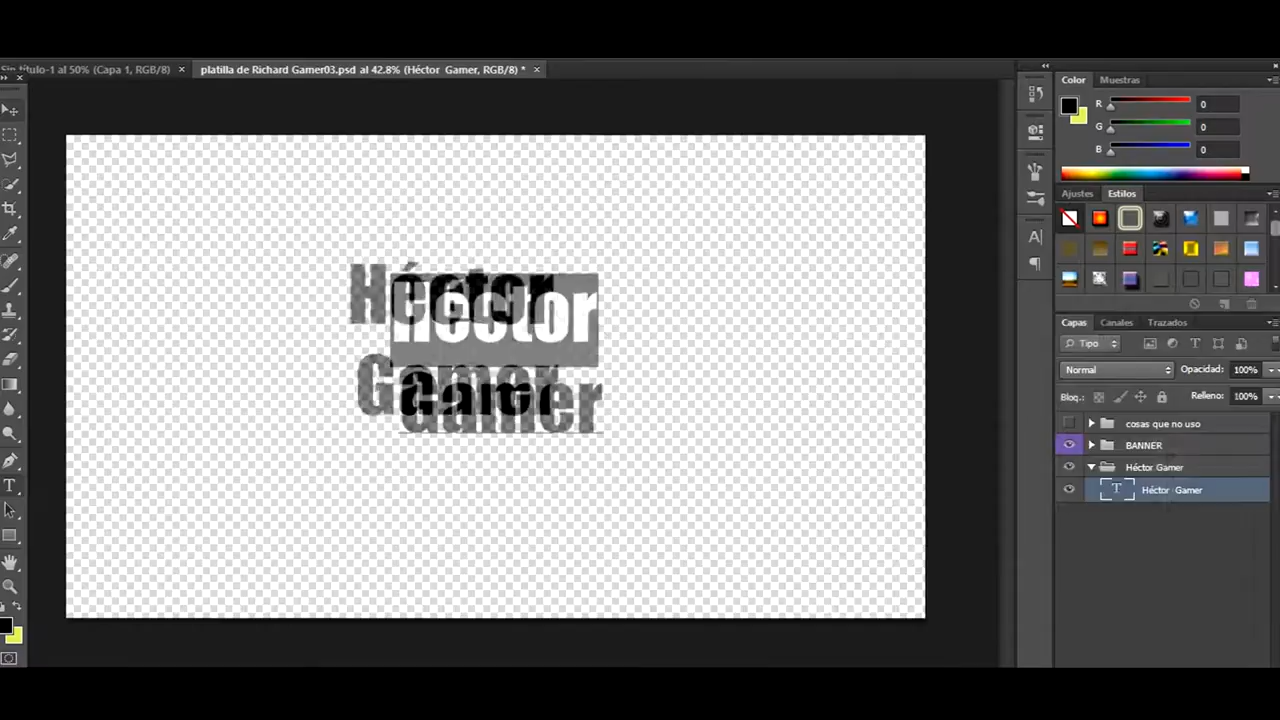 Sin título-1 al 50% (Capa 1, RGB/8) × platilla de Richard Gamer03.psd al 42.8% (Héctor Gamer, RGB/8) * ×
Color Muestras
R 0
G 0
B 0
Ajustes Estilos
Héctor
Héctor
Gamer
Gamer
Capas Canales Trazados
Tipo
Normal Opacidad: 100%
Bloq.: Relleno: 100%
cosas que no uso
BANNER
Héctor Gamer
T Héctor Gamer